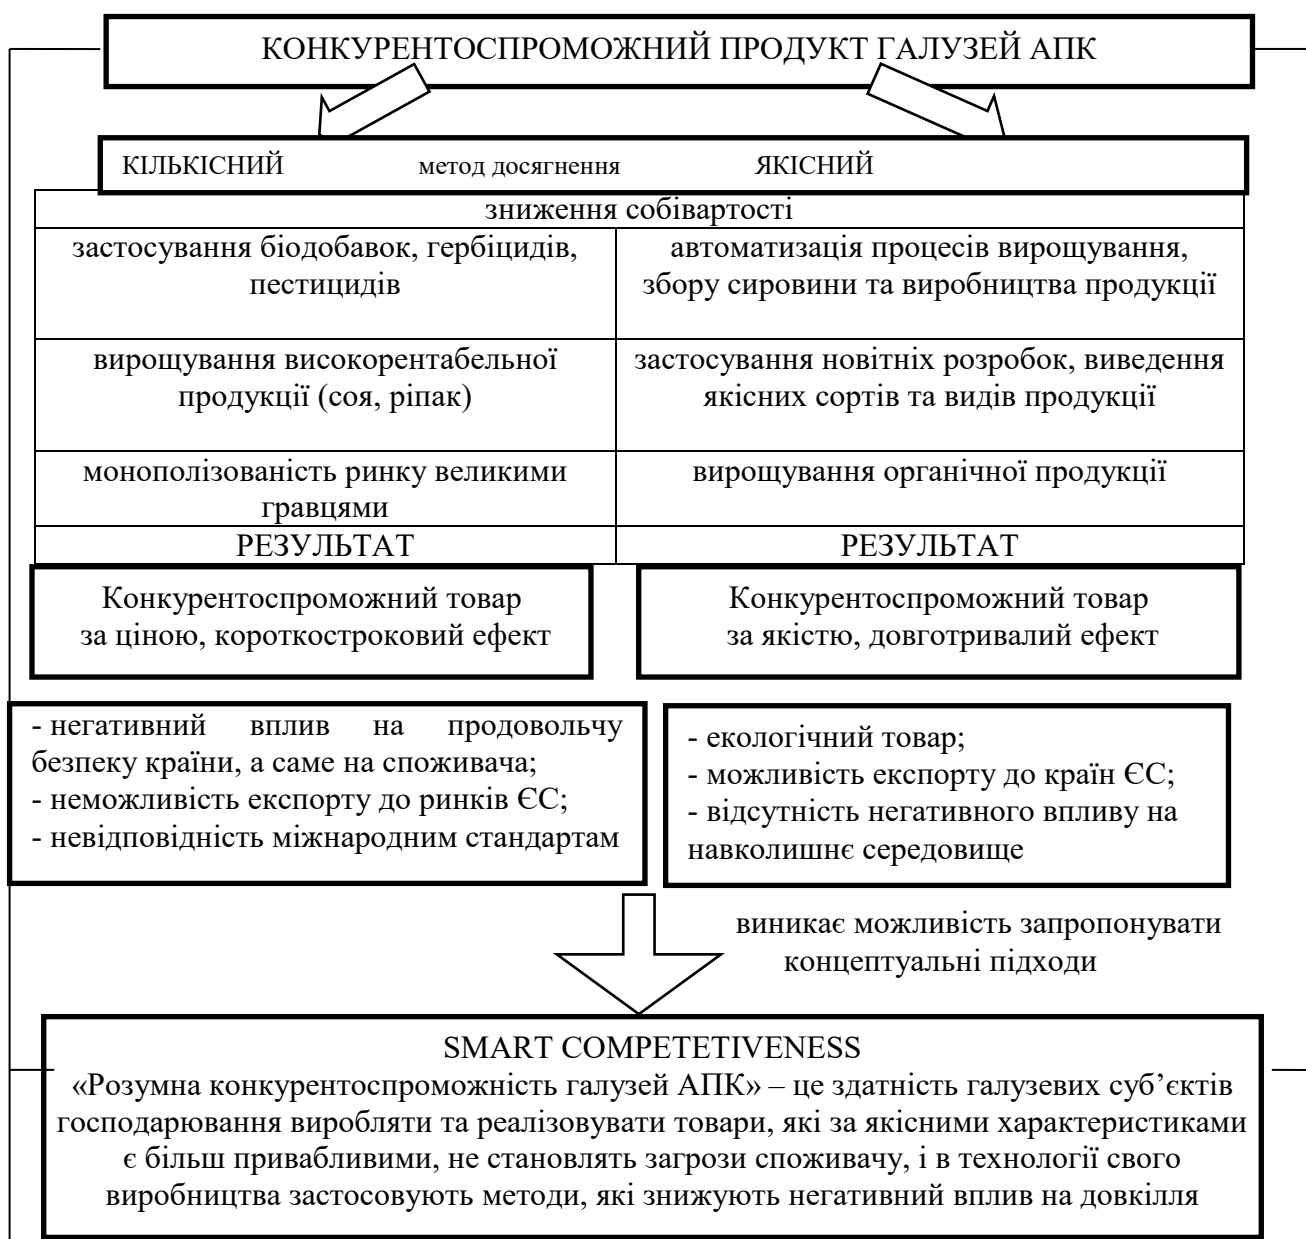 КОНКУРЕНТОСПРОМОЖНИЙ ПРОДУКТ ГАЛУЗЕЙ АПК
КІЛЬКІСНИЙ метод досягнення ЯКІСНИЙ
зниження собівартості
застосування біодобавок, гербіцидів,
пестицидів
автоматизація процесів вирощування,
збору сировини та виробництва продукції
вирощування високорентабельної
продукції (соя, ріпак)
застосування новітніх розробок, виведення
якісних сортів та видів продукції
монополізованість ринку великими
гравцями
вирощування органічної продукції
РЕЗУЛЬТАТ
РЕЗУЛЬТАТ
Конкурентоспроможний товар
за ціною, короткостроковий ефект
Конкурентоспроможний товар
за якістю, довготривалий ефект
- негативний вплив на продовольчу
безпеку країни, а саме на споживача;
- неможливість експорту до ринків ЄС;
- невідповідність міжнародним стандартам
- екологічний товар;
- можливість експорту до країн ЄС;
- відсутність негативного впливу на
навколишнє середовище
виникає можливість запропонувати
концептуальні підходи
SMART COMPETETIVENESS
«Розумна конкурентоспроможність галузей АПК» – це здатність галузевих суб’єктів
господарювання виробляти та реалізовувати товари, які за якісними характеристиками
є більш привабливими, не становлять загрози споживачу, і в технології свого
виробництва застосовують методи, які знижують негативний вплив на довкілля